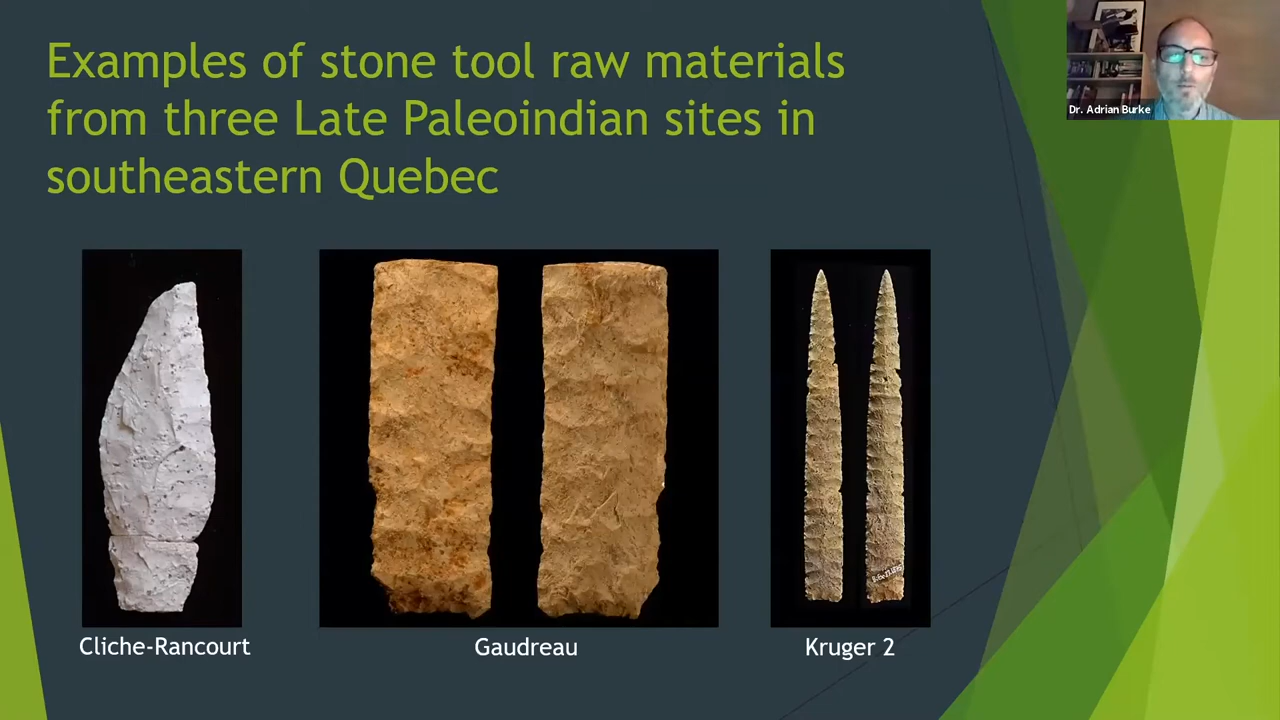 Examples of stone tool raw materials
from three Late Paleoindian sites in
southeastern Quebec
Dr. Adrian Burke
Cliche-Rancourt
Gaudreau
Kruger 2